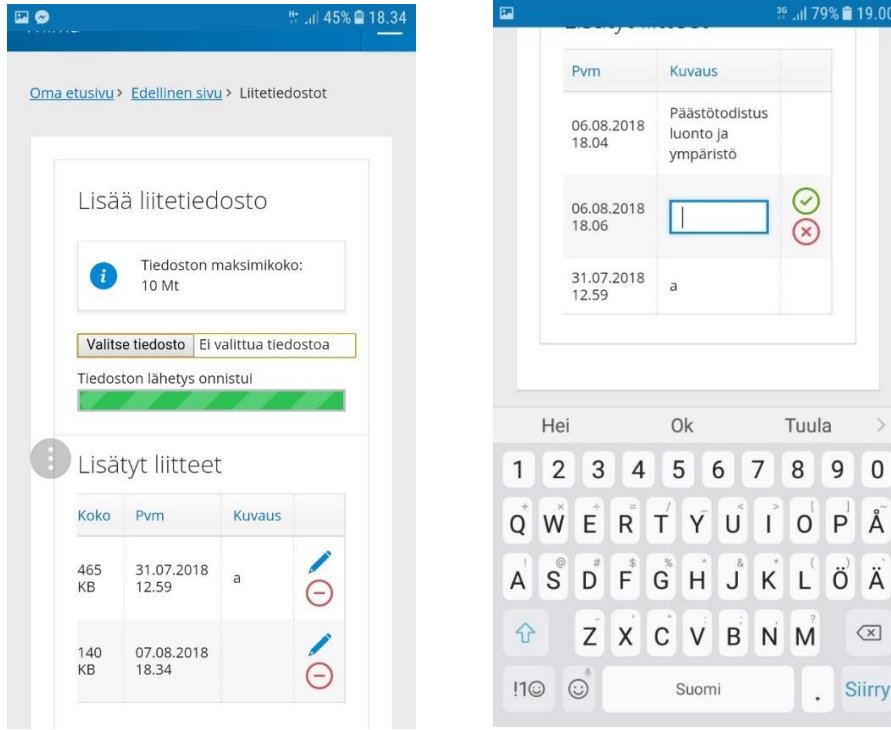 45% 18.34
Oma etusivu > Edellinen sivu > Liitetiedostot
Lisää liitetiedosto
Tiedoston maksimikoko:
10 Mt
Valitse tiedosto Ei valittua tiedostoa
Tiedoston lähetys onnistui
Lisätyt liitteet
Koko Pvm Kuvaus
465 31.07.2018 a
KB 12.59
140 07.08.2018
KB 18.34
3G 79% 19.00
Pvm Kuvaus
06.08.2018 Päästötodistus
18.04 luonto ja
ympäristö
06.08.2018
18.06
31.07.2018 a
12.59
Hei Ok Tuula >
1 2 3 4 5 6 7 8 9 0
Q W E R T Y U I O P Å
A S D F G H J K L Ö Ä
Z X C V B N M
!1☺ Suomi . Siirry